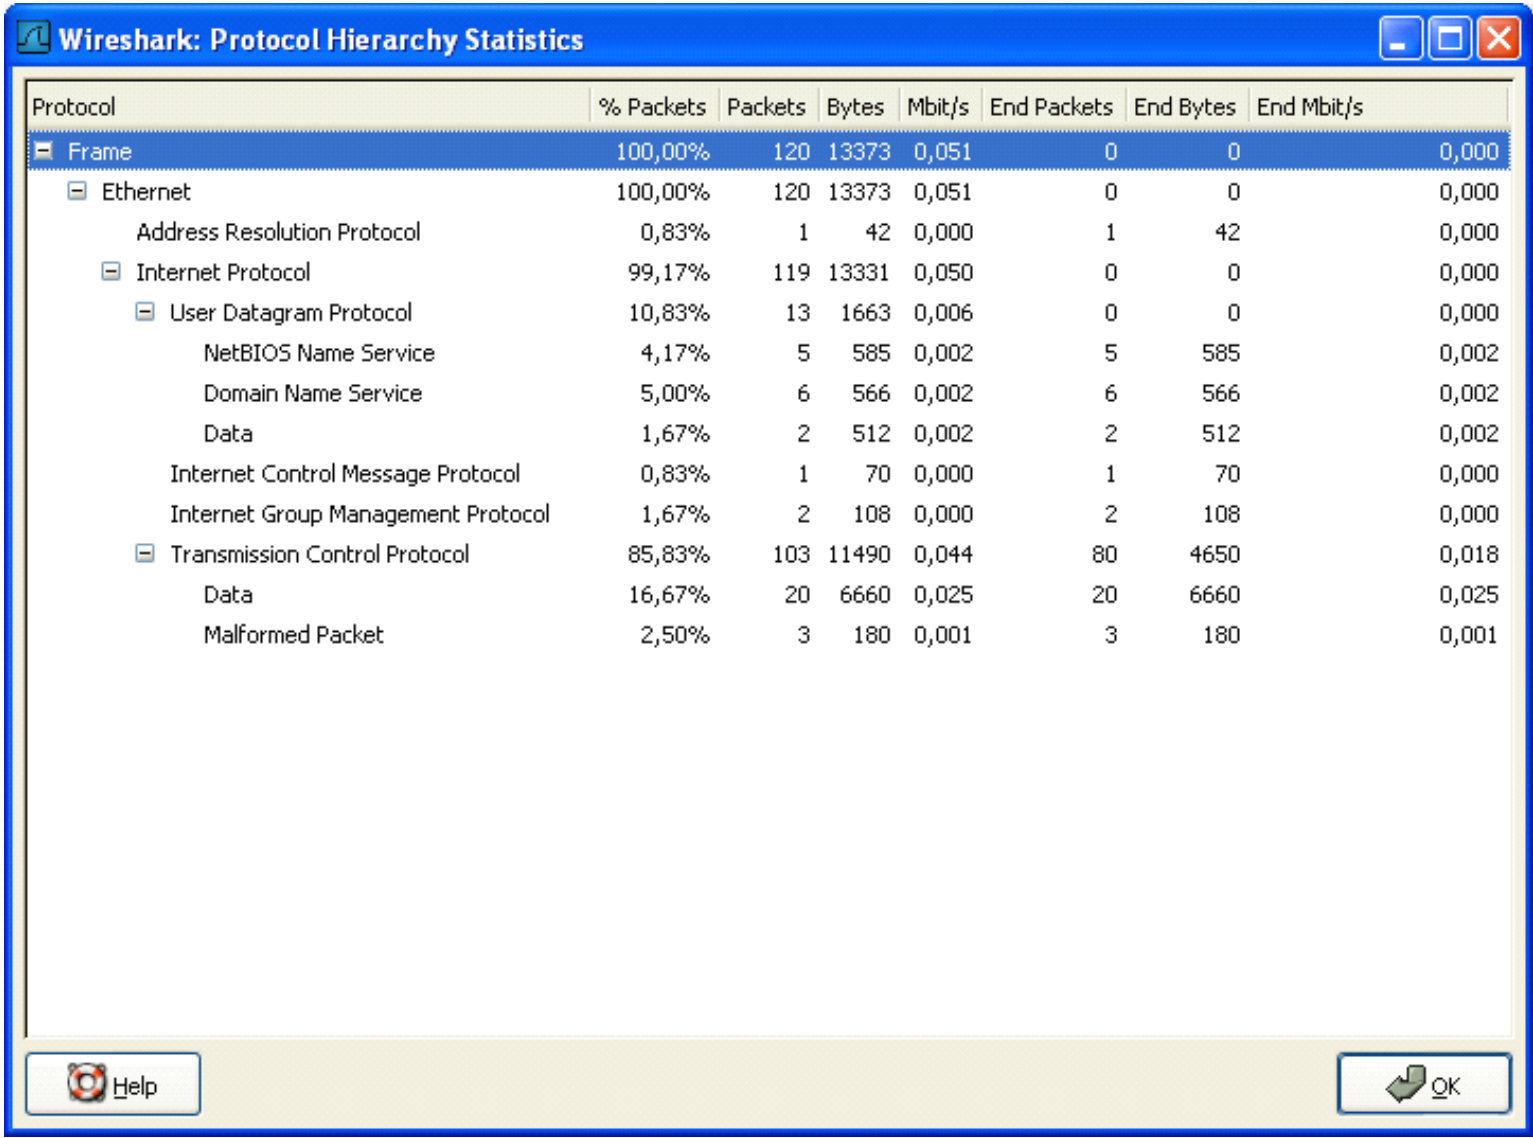 Wireshark: Protocol Hierarchy Statistics
Protocol % Packets Packets Bytes Mbit/s End Packets End Bytes End Mbit/s
Frame 100,00% 120 13373 0,051 0 0 0,000
Ethernet 100,00% 120 13373 0,051 0 0 0,000
Address Resolution Protocol 0,83% 1 42 0,000 1 42 0,000
Internet Protocol 99,17% 119 13331 0,050 0 0 0,000
User Datagram Protocol 10,83% 13 1663 0,006 0 0 0,000
NetBIOS Name Service 4,17% 5 585 0,002 5 585 0,002
Domain Name Service 5,00% 6 566 0,002 6 566 0,002
Data 1,67% 2 512 0,002 2 512 0,002
Internet Control Message Protocol 0,83% 1 70 0,000 1 70 0,000
Internet Group Management Protocol 1,67% 2 108 0,000 2 108 0,000
Transmission Control Protocol 85,83% 103 11490 0,044 80 4650 0,018
Data 16,67% 20 6660 0,025 20 6660 0,025
Malformed Packet 2,50% 3 180 0,001 3 180 0,001
Help OK